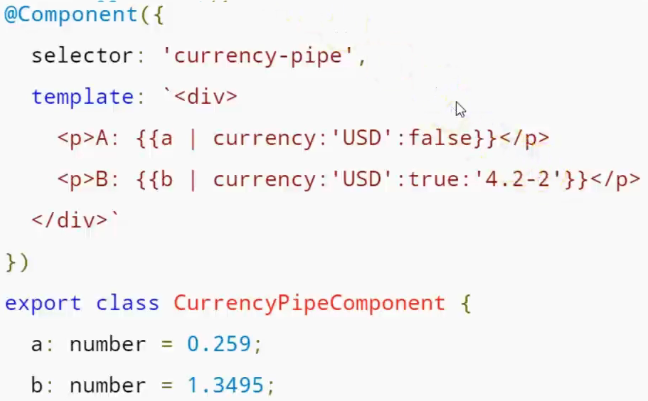 @Component({
  selector: 'currency-pipe',
  template: `<div>
    <p>A: {{a | currency:'USD':false}}</p>
    <p>B: {{b | currency:'USD':true:'4.2-2'}}</p>
  </div>`
})
export class CurrencyPipeComponent {
  a: number = 0.259;
  b: number = 1.3495;